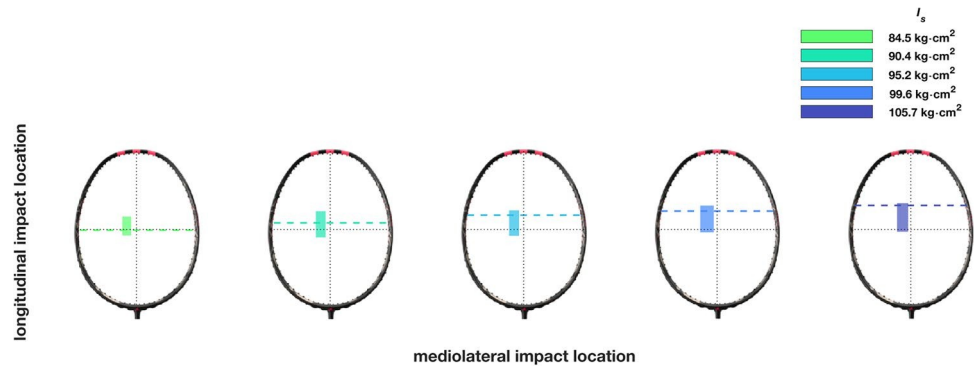 I_s
84.5 kg·cm²
90.4 kg·cm²
95.2 kg·cm²
99.6 kg·cm²
105.7 kg·cm²
longitudinal impact location
mediolateral impact location